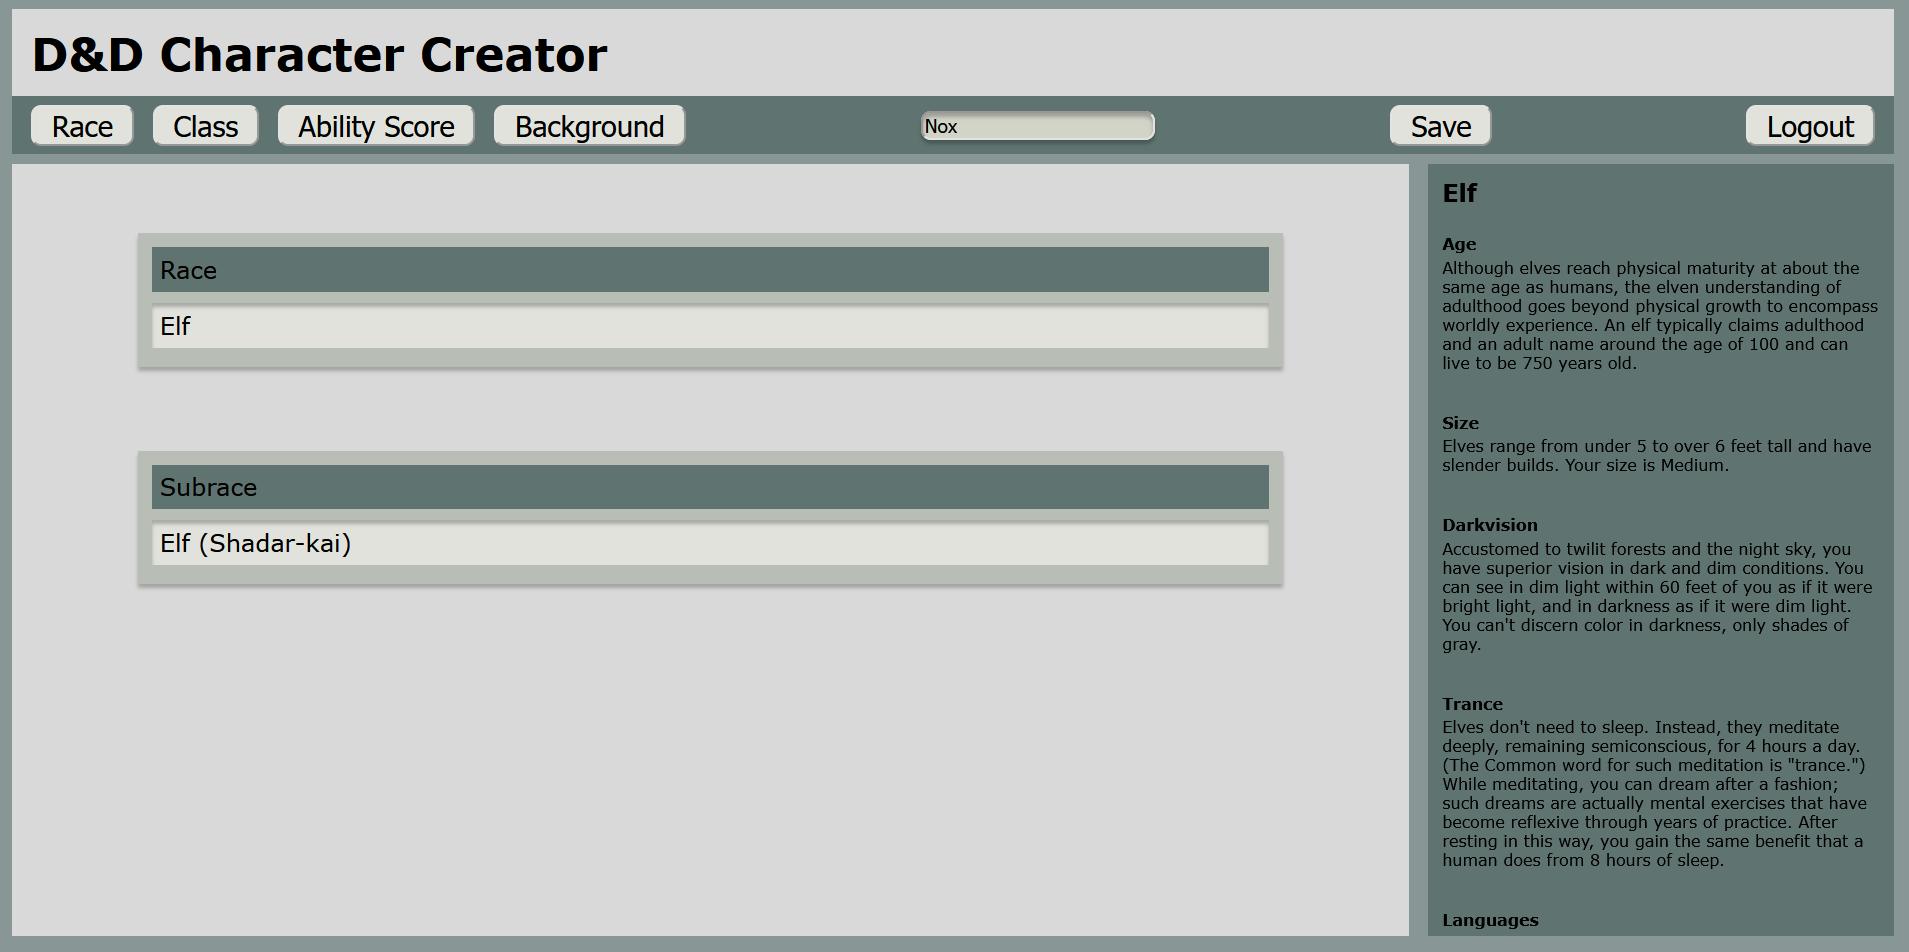 D&D Character Creator
Race
Class
Ability Score
Background
Nox
Save
Logout
Race
Elf
Subrace
Elf (Shadar-kai)
Elf
Age
Although elves reach physical maturity at about the
same age as humans, the elven understanding of
adulthood goes beyond physical growth to encompass
worldly experience. An elf typically claims adulthood
and an adult name around the age of 100 and can
live to be 750 years old.
Size
Elves range from under 5 to over 6 feet tall and have
slender builds. Your size is Medium.
Darkvision
Accustomed to twilit forests and the night sky, you
have superior vision in dark and dim conditions. You
can see in dim light within 60 feet of you as if it were
bright light, and in darkness as if it were dim light.
You can't discern color in darkness, only shades of
gray.
Trance
Elves don't need to sleep. Instead, they meditate
deeply, remaining semiconscious, for 4 hours a day.
(The Common word for such meditation is "trance.")
While meditating, you can dream after a fashion;
such dreams are actually mental exercises that have
become reflexive through years of practice. After
resting in this way, you gain the same benefit that a
human does from 8 hours of sleep.
Languages